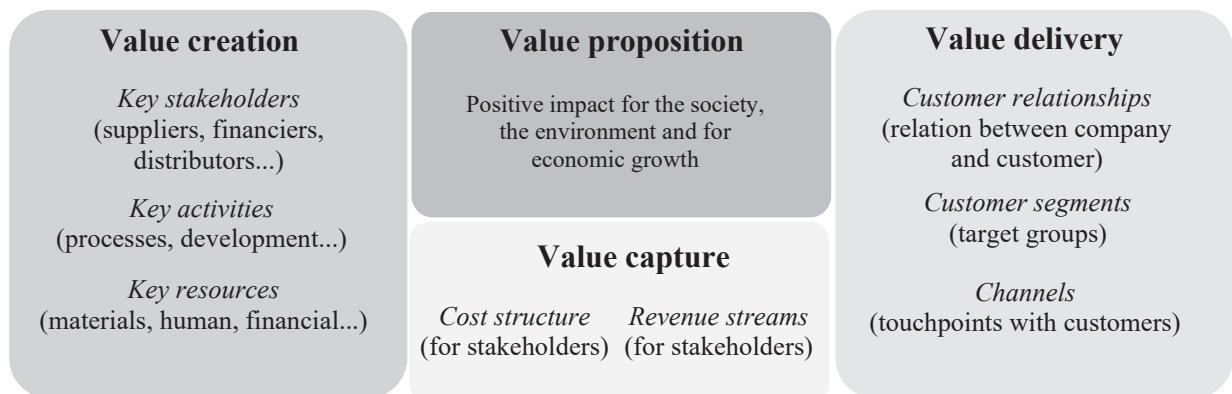 Value creation
Key stakeholders
(suppliers, financiers,
distributors...)
Key activities
(processes, development...)
Key resources
(materials, human, financial...)
Value proposition
Positive impact for the society,
the environment and for
economic growth
Value capture
Cost structure
(for stakeholders)
Revenue streams
(for stakeholders)
Value delivery
Customer relationships
(relation between company
and customer)
Customer segments
(target groups)
Channels
(touchpoints with customers)